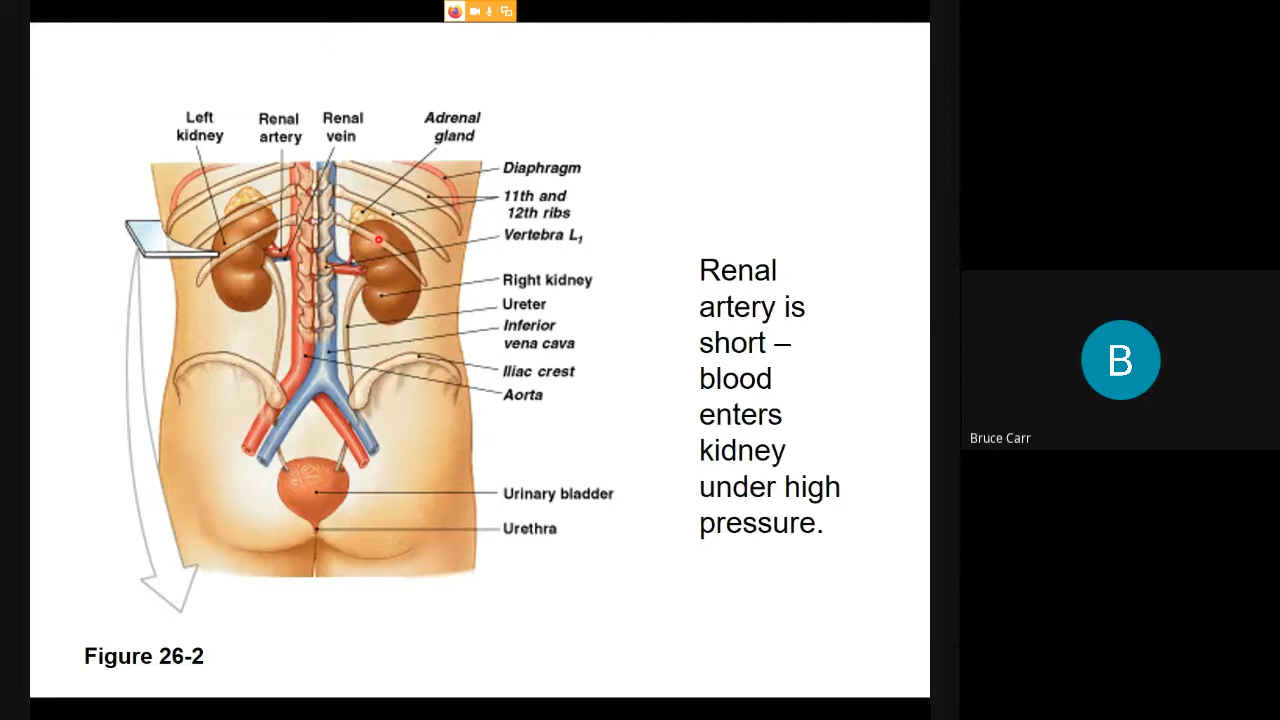 Left
kidney
Renal
artery
Renal
vein
Adrenal
gland
Diaphragm
11th and
12th ribs
Vertebra L₁
Right kidney
Ureter
Inferior
vena cava
Iliac crest
Aorta
Urinary bladder
Urethra
Figure 26-2
Renal
artery is
short –
blood
enters
kidney
under high
pressure.
B
Bruce Carr